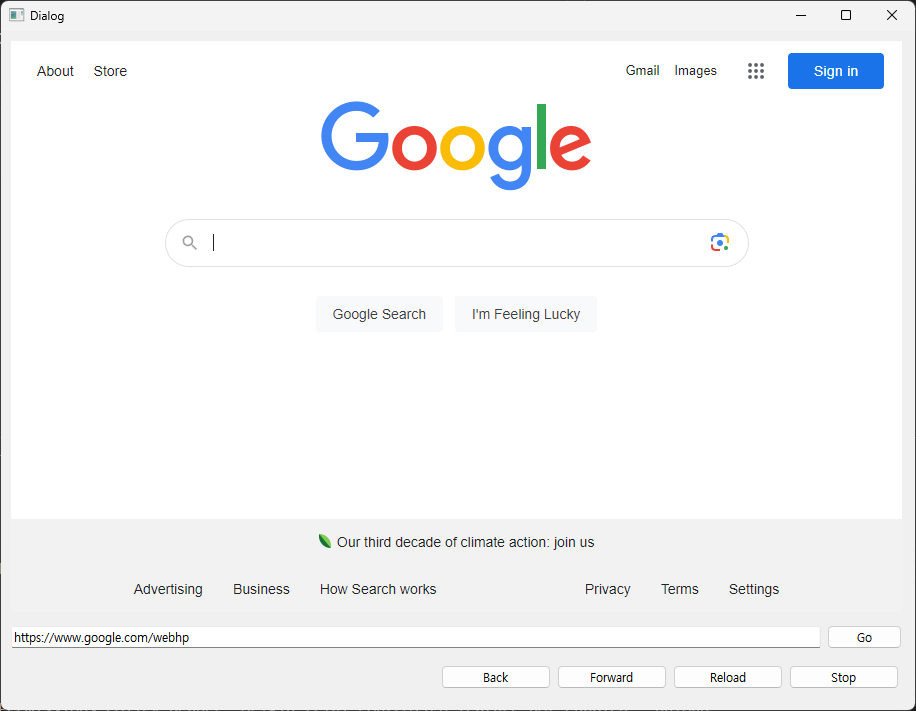 Dialog
About Store Gmail Images Sign in
Google
Google Search I'm Feeling Lucky
Our third decade of climate action: join us
Advertising Business How Search works Privacy Terms Settings
https://www.google.com/webhp Go
Back Forward Reload Stop